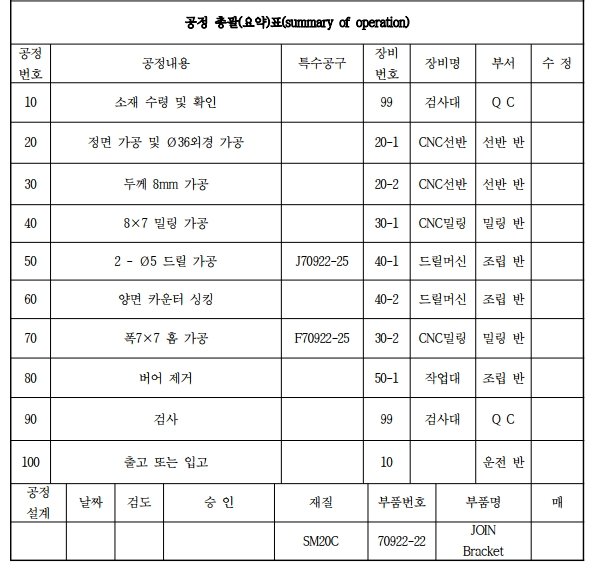 공정 총괄(요약)표(summary of operation)
공정 번호 공정내용 특수공구 장비 번호 장비명 부서 수 정
10 소재 수령 및 확인 99 검사대 Q C
20 정면 가공 및 Ø36외경 가공 20-1 CNC선반 선반 반
30 두께 8mm 가공 20-2 CNC선반 선반 반
40 8×7 밀링 가공 30-1 CNC밀링 밀링 반
50 2 - Ø5 드릴 가공 J70922-25 40-1 드릴머신 조립 반
60 양면 카운터 싱킹 40-2 드릴머신 조립 반
70 폭7×7 홈 가공 F70922-25 30-2 CNC밀링 밀링 반
80 버어 제거 50-1 작업대 조립 반
90 검사 99 검사대 Q C
100 출고 또는 입고 10 운전 반
공정 설계 날짜 검도 승 인 재질 부품번호 부품명 매
SM20C 70922-22 JOIN Bracket